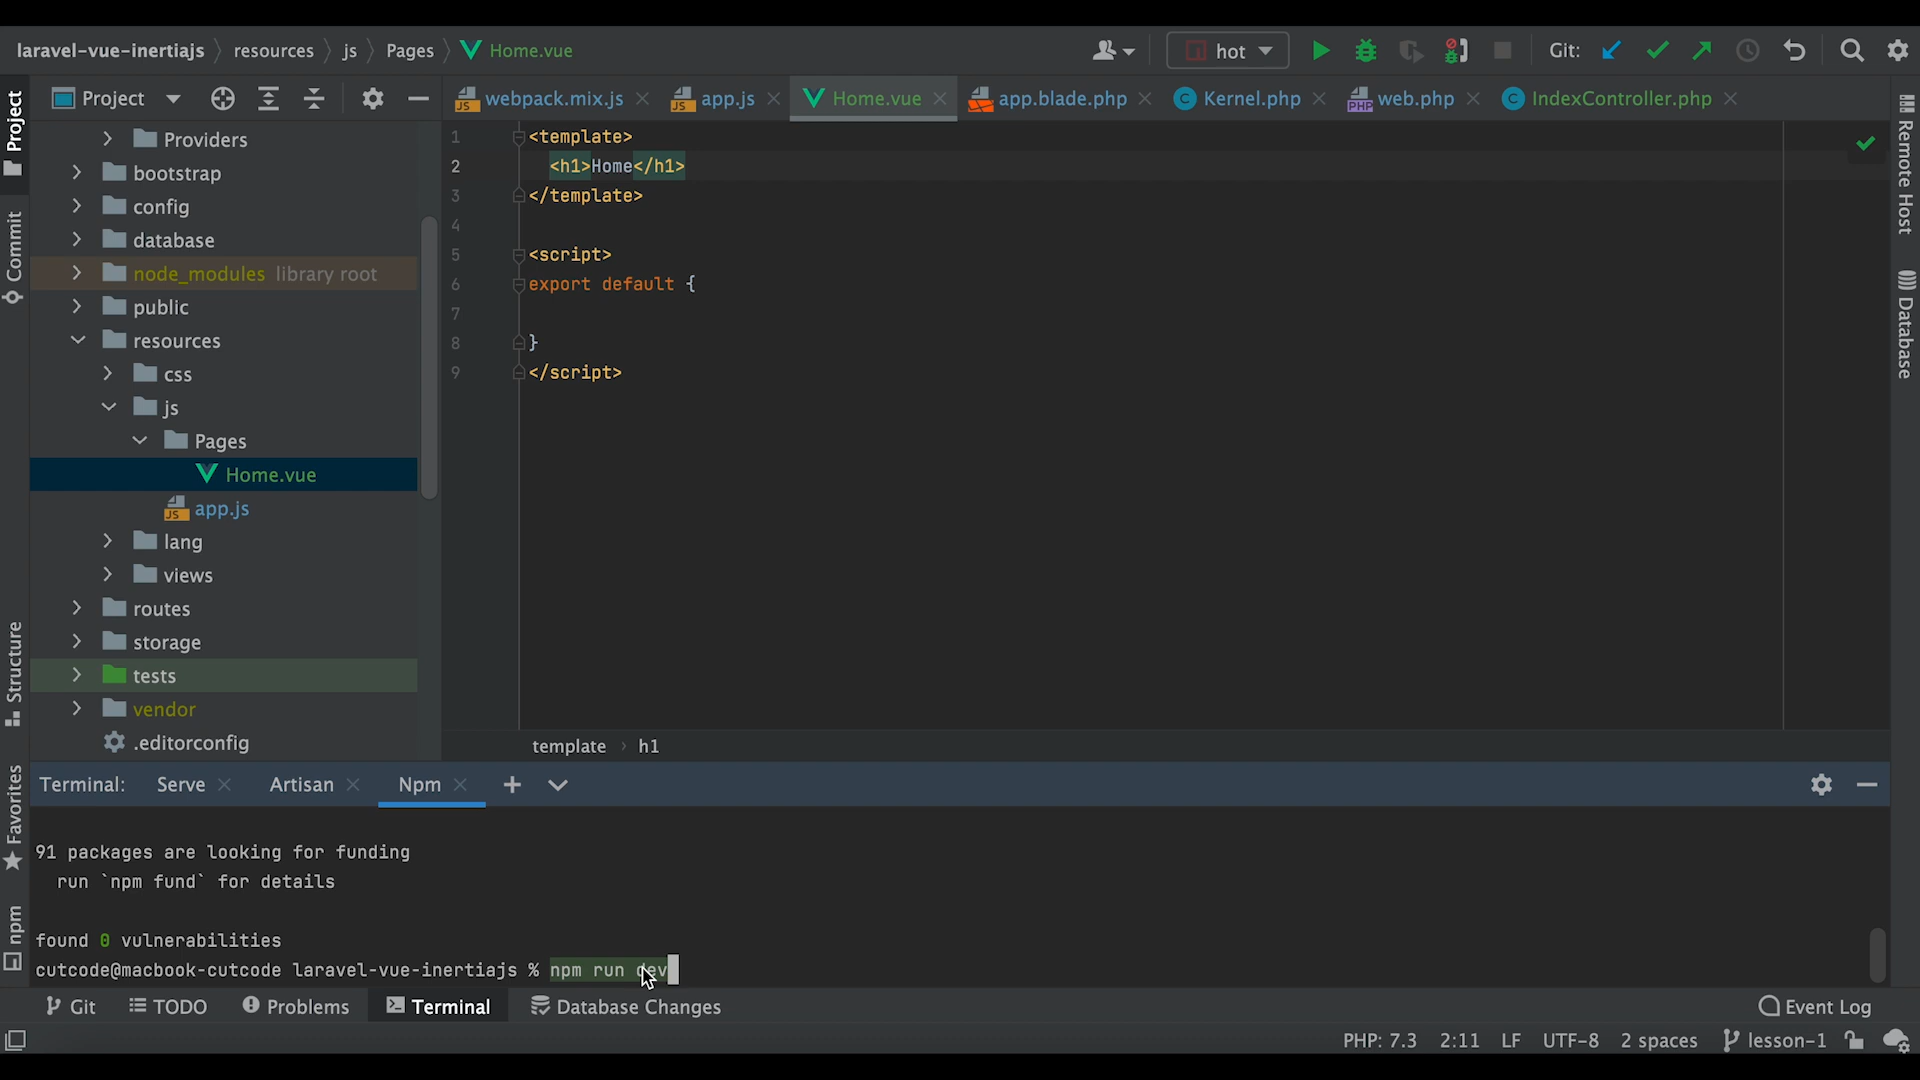 laravel-vue-inertiajs resources js Pages Home.vue
hot Git:
Project
webpack.mix.js app.js Home.vue app.blade.php Kernel.php web.php IndexController.php
Project
Commit
Structure
Favorites
npm
Providers
bootstrap
config
database
node_modules library root
public
resources
css
js
Pages
Home.vue
app.js
lang
views
routes
storage
tests
vendor
.editorconfig
1 <template>
2 <h1>Home</h1>
3 </template>
4
5 <script>
6 export default {
7
8 }
9 </script>
template h1
Remote Host
Database
Terminal: Serve Artisan Npm
91 packages are looking for funding
run `npm fund` for details
found 0 vulnerabilities
cutcode@macbook-cutcode laravel-vue-inertiajs % npm run dev
Git TODO Problems Terminal Database Changes Event Log
PHP: 7.3 2:11 LF UTF-8 2 spaces lesson-1